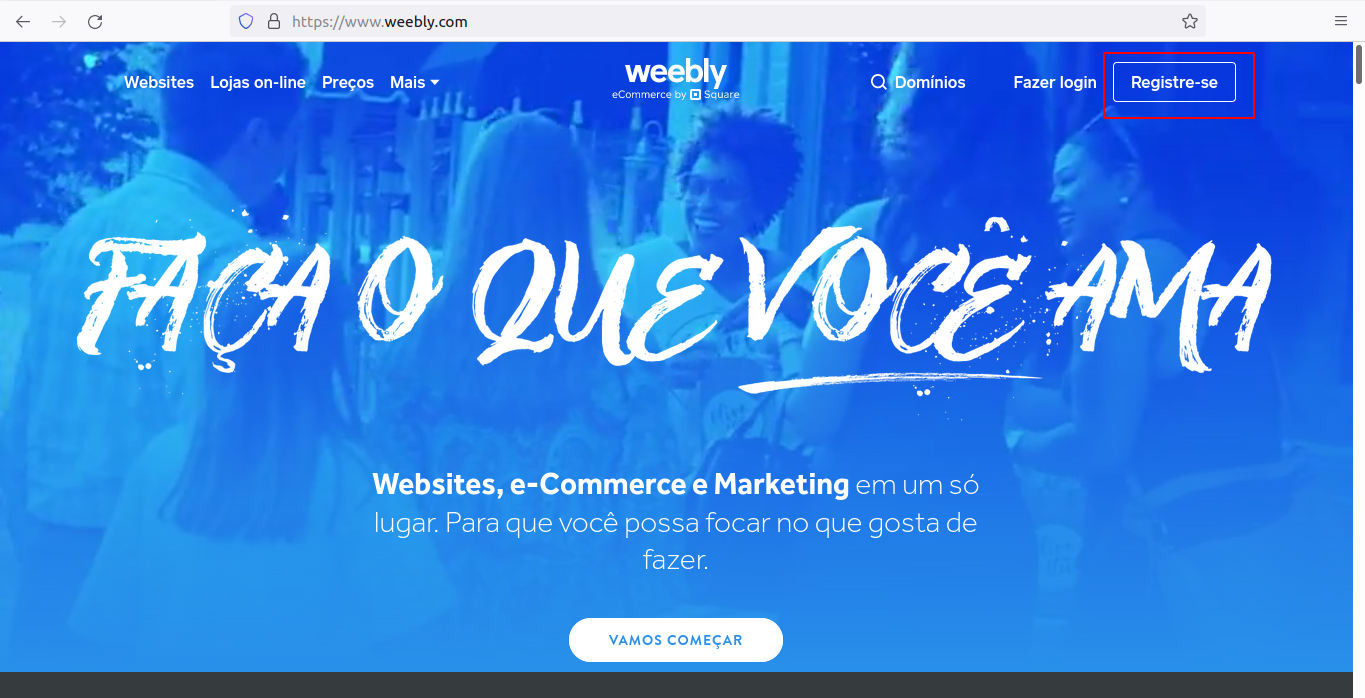 https://www.weebly.com
Websites Lojas on-line Preços Mais
weebly
eCommerce by Square
Domínios
Fazer login
Registre-se
FAÇA O QUE VOCÊ AMA
Websites, e-Commerce e Marketing em um só
lugar. Para que você possa focar no que gosta de
fazer.
VAMOS COMEÇAR